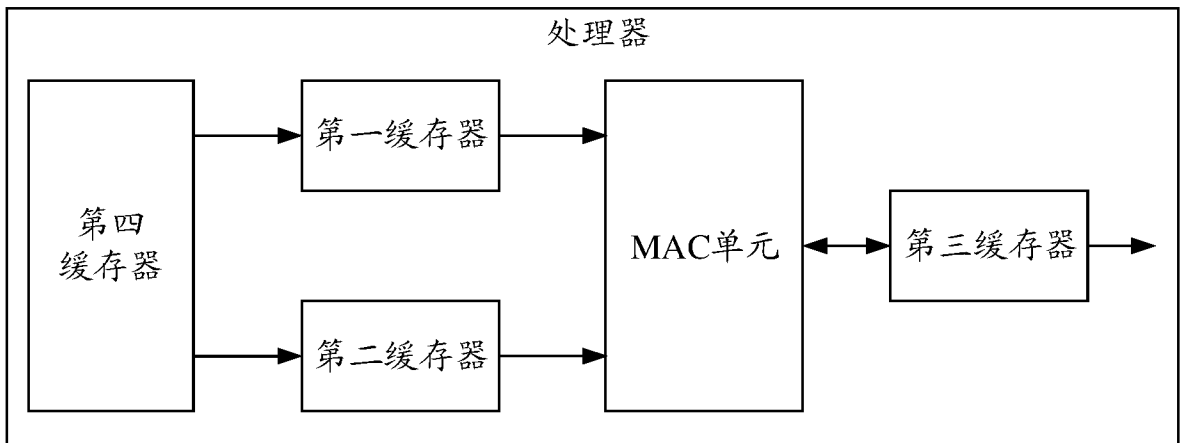 处理器
第四
缓存器
第一缓存器
第二缓存器
MAC单元
第三缓存器